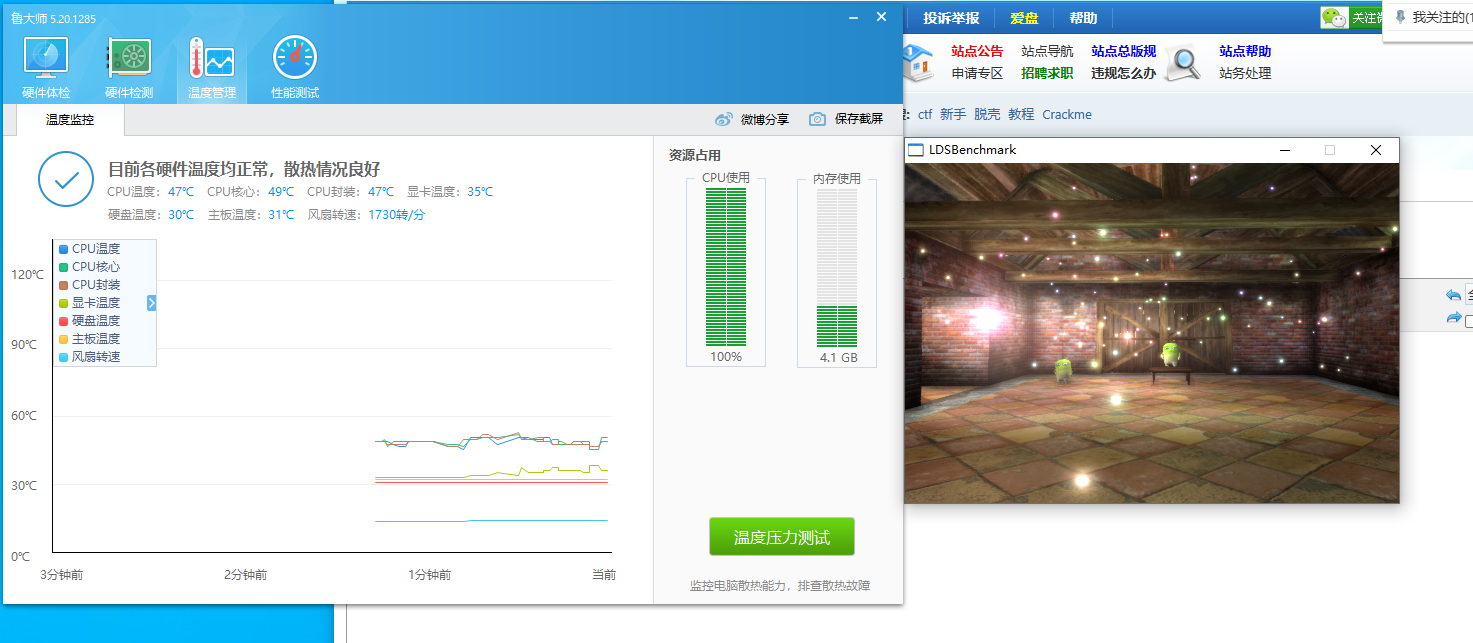 鲁大师 5.20.1285
硬件体检 硬件检测 温度管理 性能测试
温度监控 微博分享 保存截屏
目前各硬件温度均正常，散热情况良好
CPU温度： 47℃ CPU核心： 49℃ CPU封装： 47℃ 显卡温度： 35℃
硬盘温度： 30℃ 主板温度： 31℃ 风扇转速： 1730转/分
CPU温度
CPU核心
CPU封装
显卡温度
硬盘温度
主板温度
风扇转速
120℃
90℃
60℃
30℃
0℃
3分钟前 2分钟前 1分钟前 当前
资源占用
CPU使用 内存使用
100% 4.1 GB
温度压力测试
监控电脑散热能力，排查散热故障
投诉举报 爱盘 帮助 关注 我关注的(1
站点公告 站点导航 站点总版规 站点帮助
申请专区 招聘求职 违规怎么办 站务处理
ctf 新手 脱壳 教程 Crackme
LDSBenchmark